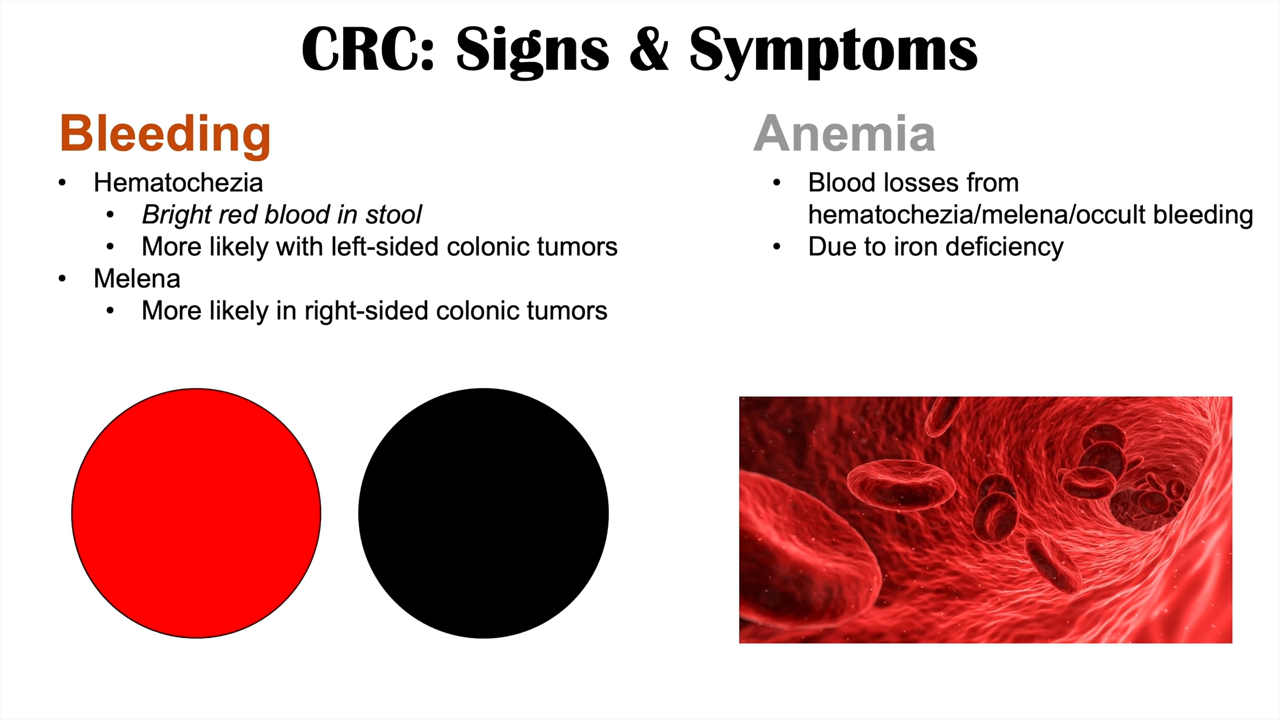 CRC: Signs & Symptoms
Bleeding
• Hematochezia
• Bright red blood in stool
• More likely with left-sided colonic tumors
• Melena
• More likely in right-sided colonic tumors
Anemia
• Blood losses from
hematochezia/melena/occult bleeding
• Due to iron deficiency